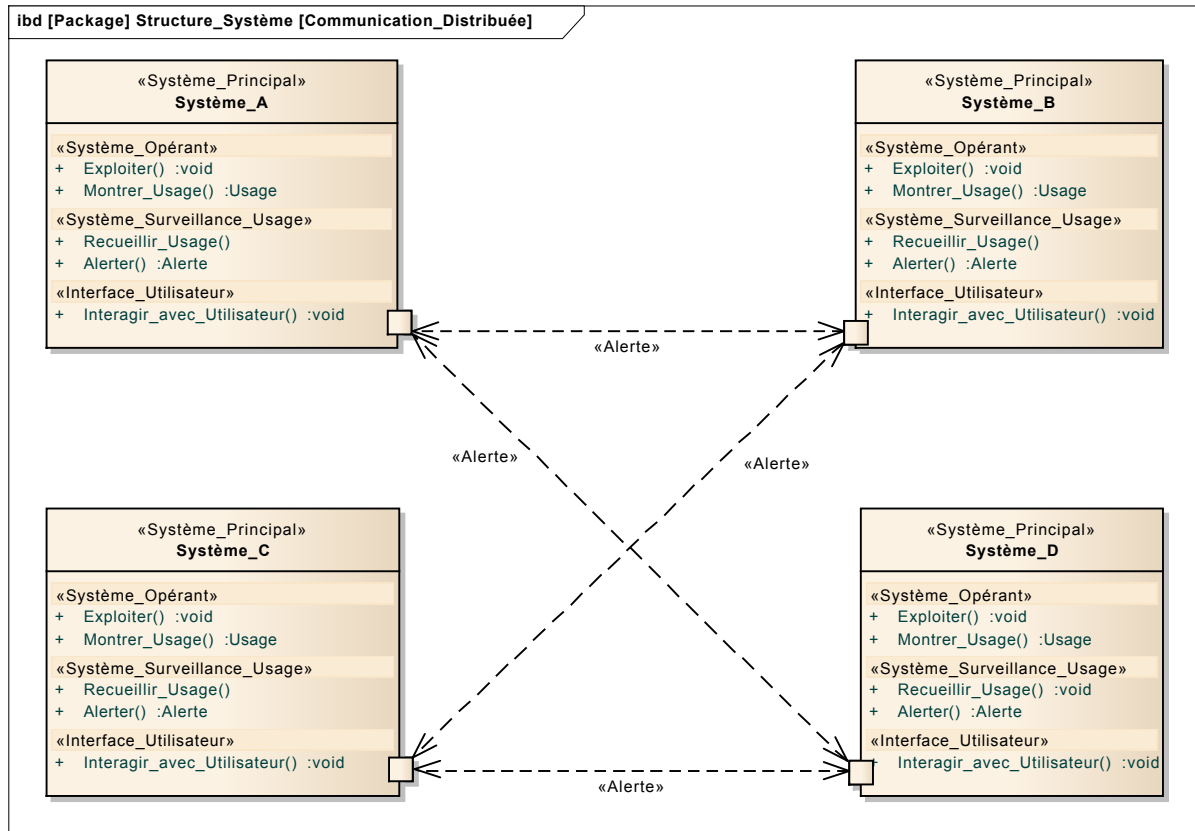 ibd [Package] Structure_Système [Communication_Distribuée]
«Système_Principal»
Système_A
«Système_Opérant»
+ Exploiter() :void
+ Montrer_Usage() :Usage
«Système_Surveillance_Usage»
+ Recueillir_Usage()
+ Alerter() :Alerte
«Interface_Utilisateur»
+ Interagir_avec_Utilisateur() :void
«Système_Principal»
Système_B
«Système_Opérant»
+ Exploiter() :void
+ Montrer_Usage() :Usage
«Système_Surveillance_Usage»
+ Recueillir_Usage()
+ Alerter() :Alerte
«Interface_Utilisateur»
+ Interagir_avec_Utilisateur() :void
«Alerte»
«Alerte»
«Alerte»
«Système_Principal»
Système_C
«Système_Opérant»
+ Exploiter() :void
+ Montrer_Usage() :Usage
«Système_Surveillance_Usage»
+ Recueillir_Usage()
+ Alerter() :Alerte
«Interface_Utilisateur»
+ Interagir_avec_Utilisateur() :void
«Système_Principal»
Système_D
«Système_Opérant»
+ Exploiter() :void
+ Montrer_Usage() :Usage
«Système_Surveillance_Usage»
+ Recueillir_Usage() :void
+ Alerter() :Alerte
«Interface_Utilisateur»
Interagir_avec_Utilisateur() :void
«Alerte»